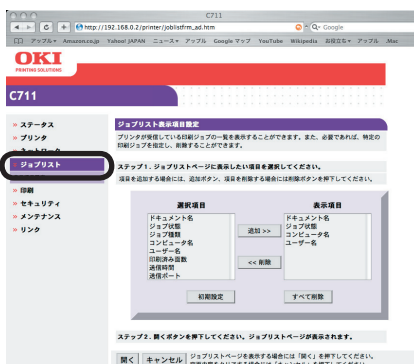 C711
http://192.168.0.2/printer/joblistfrm_ad.htm
Google
アップル▾ Amazon.co.jp Yahoo! JAPAN ニュース▾ アップル Google マップ YouTube Wikipedia お役立ち▾ アップル .Mac
OKI
PRINTING SOLUTIONS
C711
» ステータス
» プリンタ
» ジョブリスト
» 印刷
» セキュリティ
» メンテナンス
» リンク
ジョブリスト表示項目設定
プリンタが受信している印刷ジョブの一覧を表示することができます。また、必要であれば、特定の
印刷ジョブを指定し、削除することができます。
ステップ1. ジョブリストページに表示したい項目を選択してください。
項目を追加する場合には、追加ボタン、項目を削除する場合には削除ボタンを押下してください。
選択項目
ドキュメント名
ジョブ状態
ジョブ種類
コンピュータ名
ユーザー名
印刷済み面数
送信時間
送信ポート
追加 >>
<< 削除
表示項目
ドキュメント名
ジョブ状態
コンピュータ名
ユーザー名
初期設定
すべて削除
ステップ2. 開くボタンを押下してください。ジョブリストページが表示されます。
開く
キャンセル
ジョブリストページを表示する場合には「開く」を押下してください。